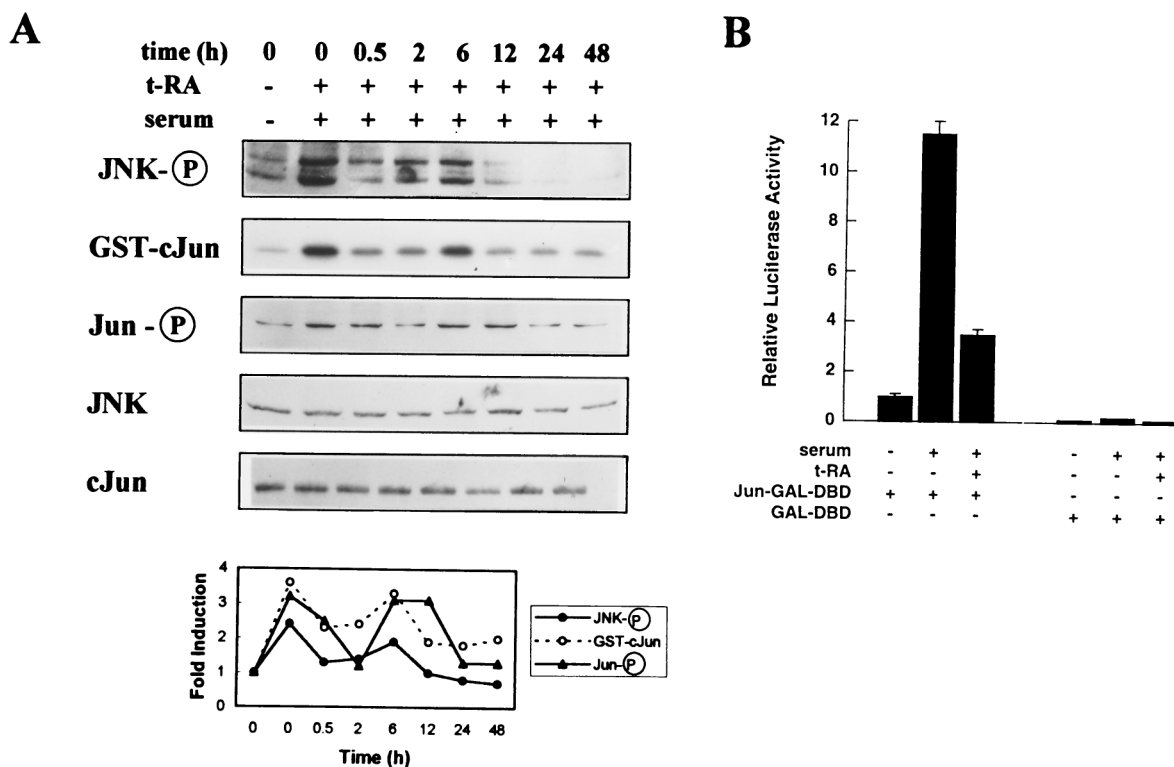 A
time (h) 0 0 0.5 2 6 12 24 48
t-RA - + + + + + + +
serum - + + + + + + +
JNK-P
GST-cJun
Jun - P
JNK
cJun
Fold Induction
4
3
2
1
0
0 0 0.5 2 6 12 24 48
Time (h)
JNK-P
GST-cJun
Jun-P
B
Relative Luciferase Activity
12
10
8
6
4
2
0
serum - + + - + +
t-RA - - + - - +
Jun-GAL-DBD + + + - - -
GAL-DBD - - - + + +